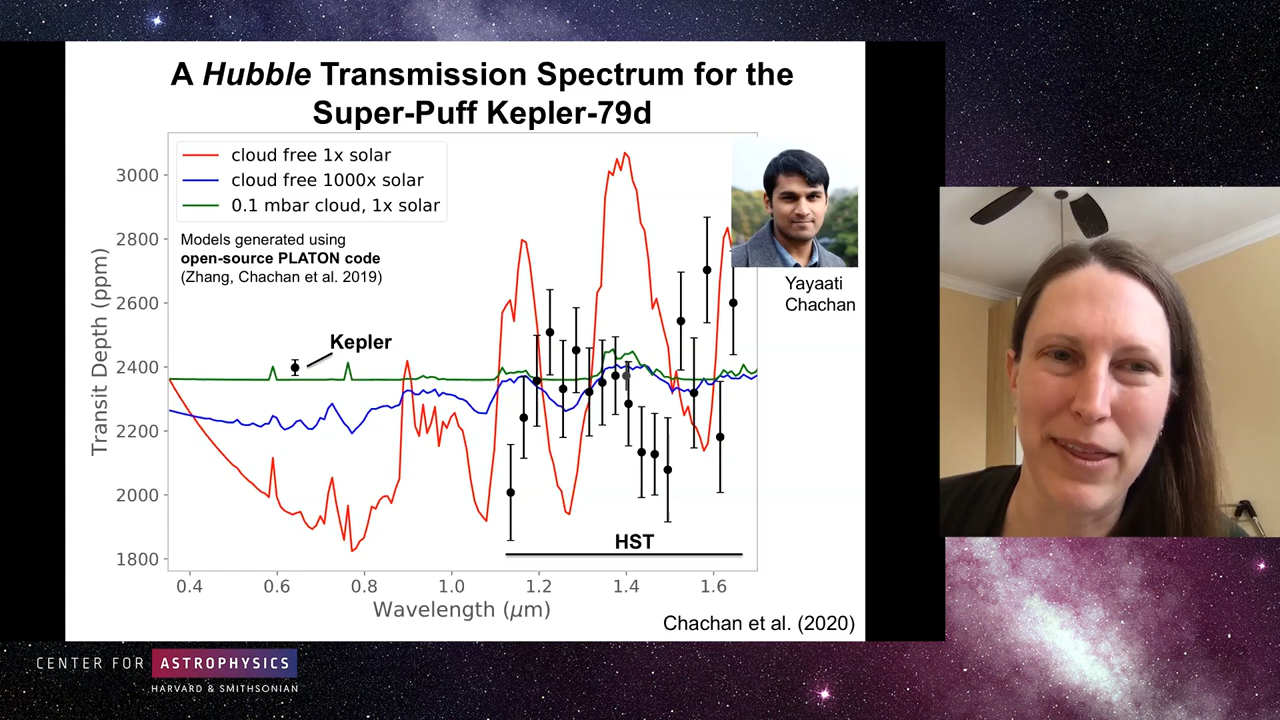 A Hubble Transmission Spectrum for the
Super-Puff Kepler-79d
cloud free 1x solar
cloud free 1000x solar
0.1 mbar cloud, 1x solar
Models generated using
open-source PLATON code
(Zhang, Chachan et al. 2019)
Kepler
Yayaati
Chachan
HST
Transit Depth (ppm)
3000
2800
2600
2400
2200
2000
1800
0.4 0.6 0.8 1.0 1.2 1.4 1.6
Wavelength (μm)
Chachan et al. (2020)
CENTER FOR ASTROPHYSICS
HARVARD & SMITHSONIAN